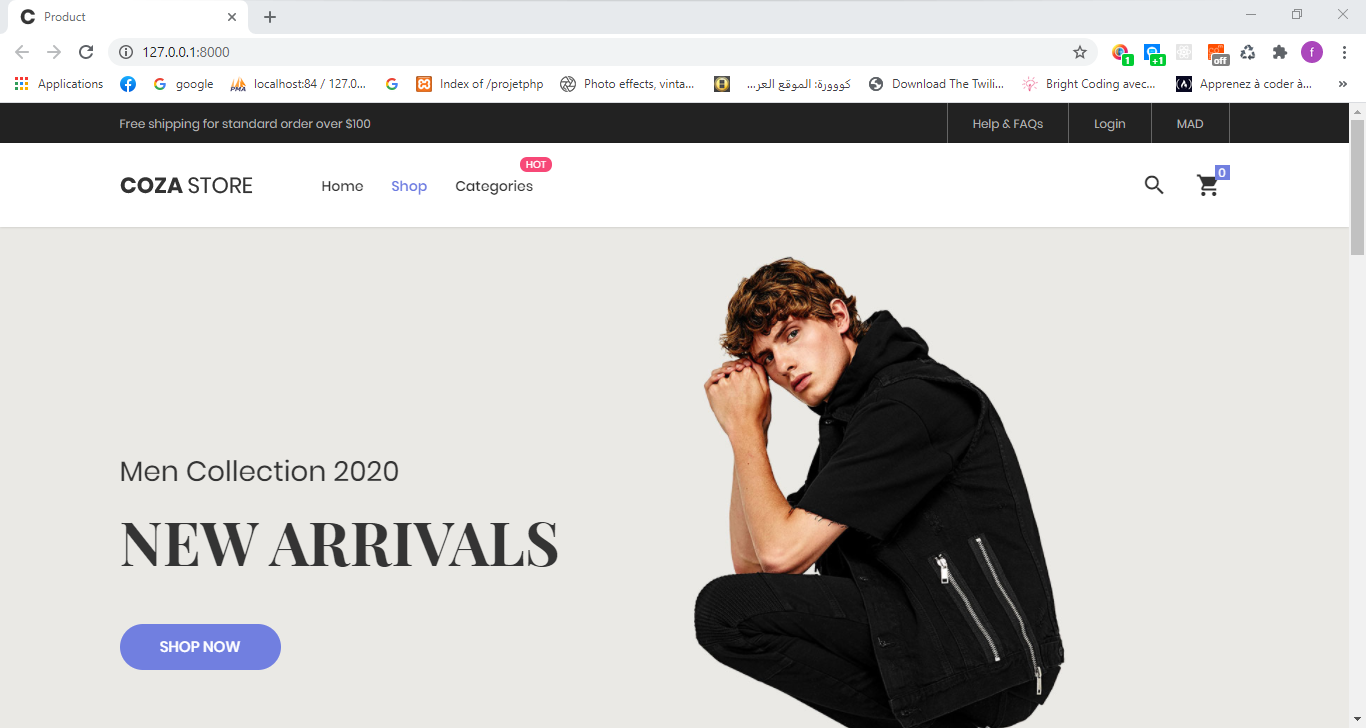 Product
127.0.0.1:8000
1
+1
off
f
Applications
google
localhost:84 / 127.0...
Index of /projetphp
Photo effects, vinta...
كووورة: الموقع العر...
Download The Twili...
Bright Coding avec...
Apprenez à coder à...
»
Free shipping for standard order over $100
Help & FAQs
Login
MAD
COZA STORE
Home
Shop
Categories
HOT
0
Men Collection 2020
NEW ARRIVALS
SHOP NOW